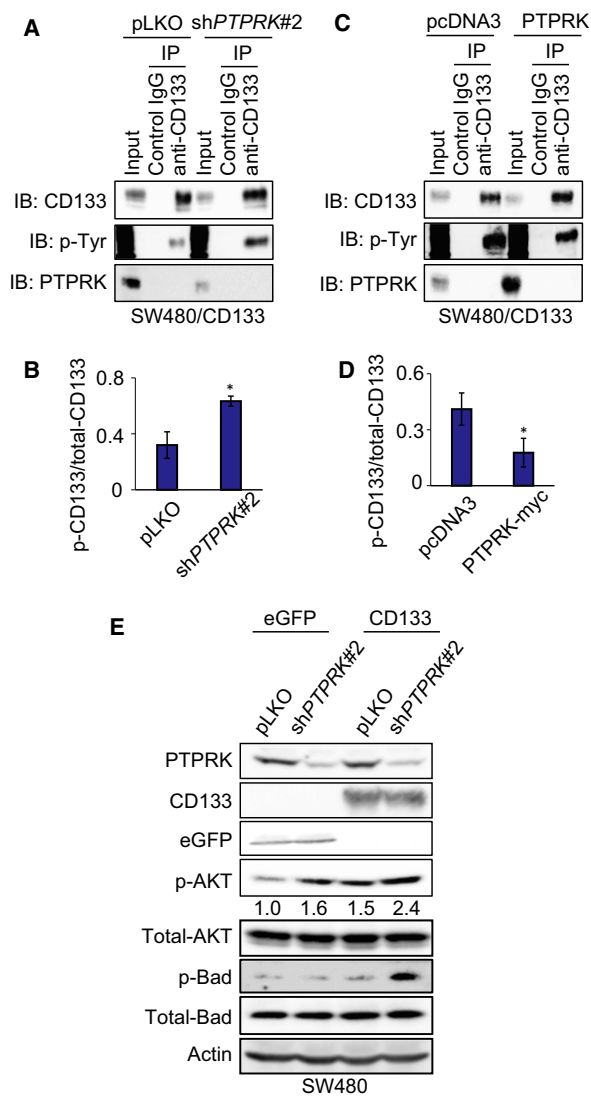 A
pLKO shPTPRK#2
IP IP
Input
Control IgG
anti-CD133
Input
Control IgG
anti-CD133
IB: CD133
IB: p-Tyr
IB: PTPRK
SW480/CD133
C
pcDNA3 PTPRK
IP IP
Input
Control IgG
anti-CD133
Input
Control IgG
anti-CD133
IB: CD133
IB: p-Tyr
IB: PTPRK
SW480/CD133
B
p-CD133/total-CD133
0.8
0.4
0
*
pLKO
shPTPRK#2
D
p-CD133/total-CD133
0.6
0.3
0
*
pcDNA3
PTPRK-myc
E
eGFP CD133
pLKO
shPTPRK#2
pLKO
shPTPRK#2
PTPRK
CD133
eGFP
p-AKT
1.0 1.6 1.5 2.4
Total-AKT
p-Bad
Total-Bad
Actin
SW480